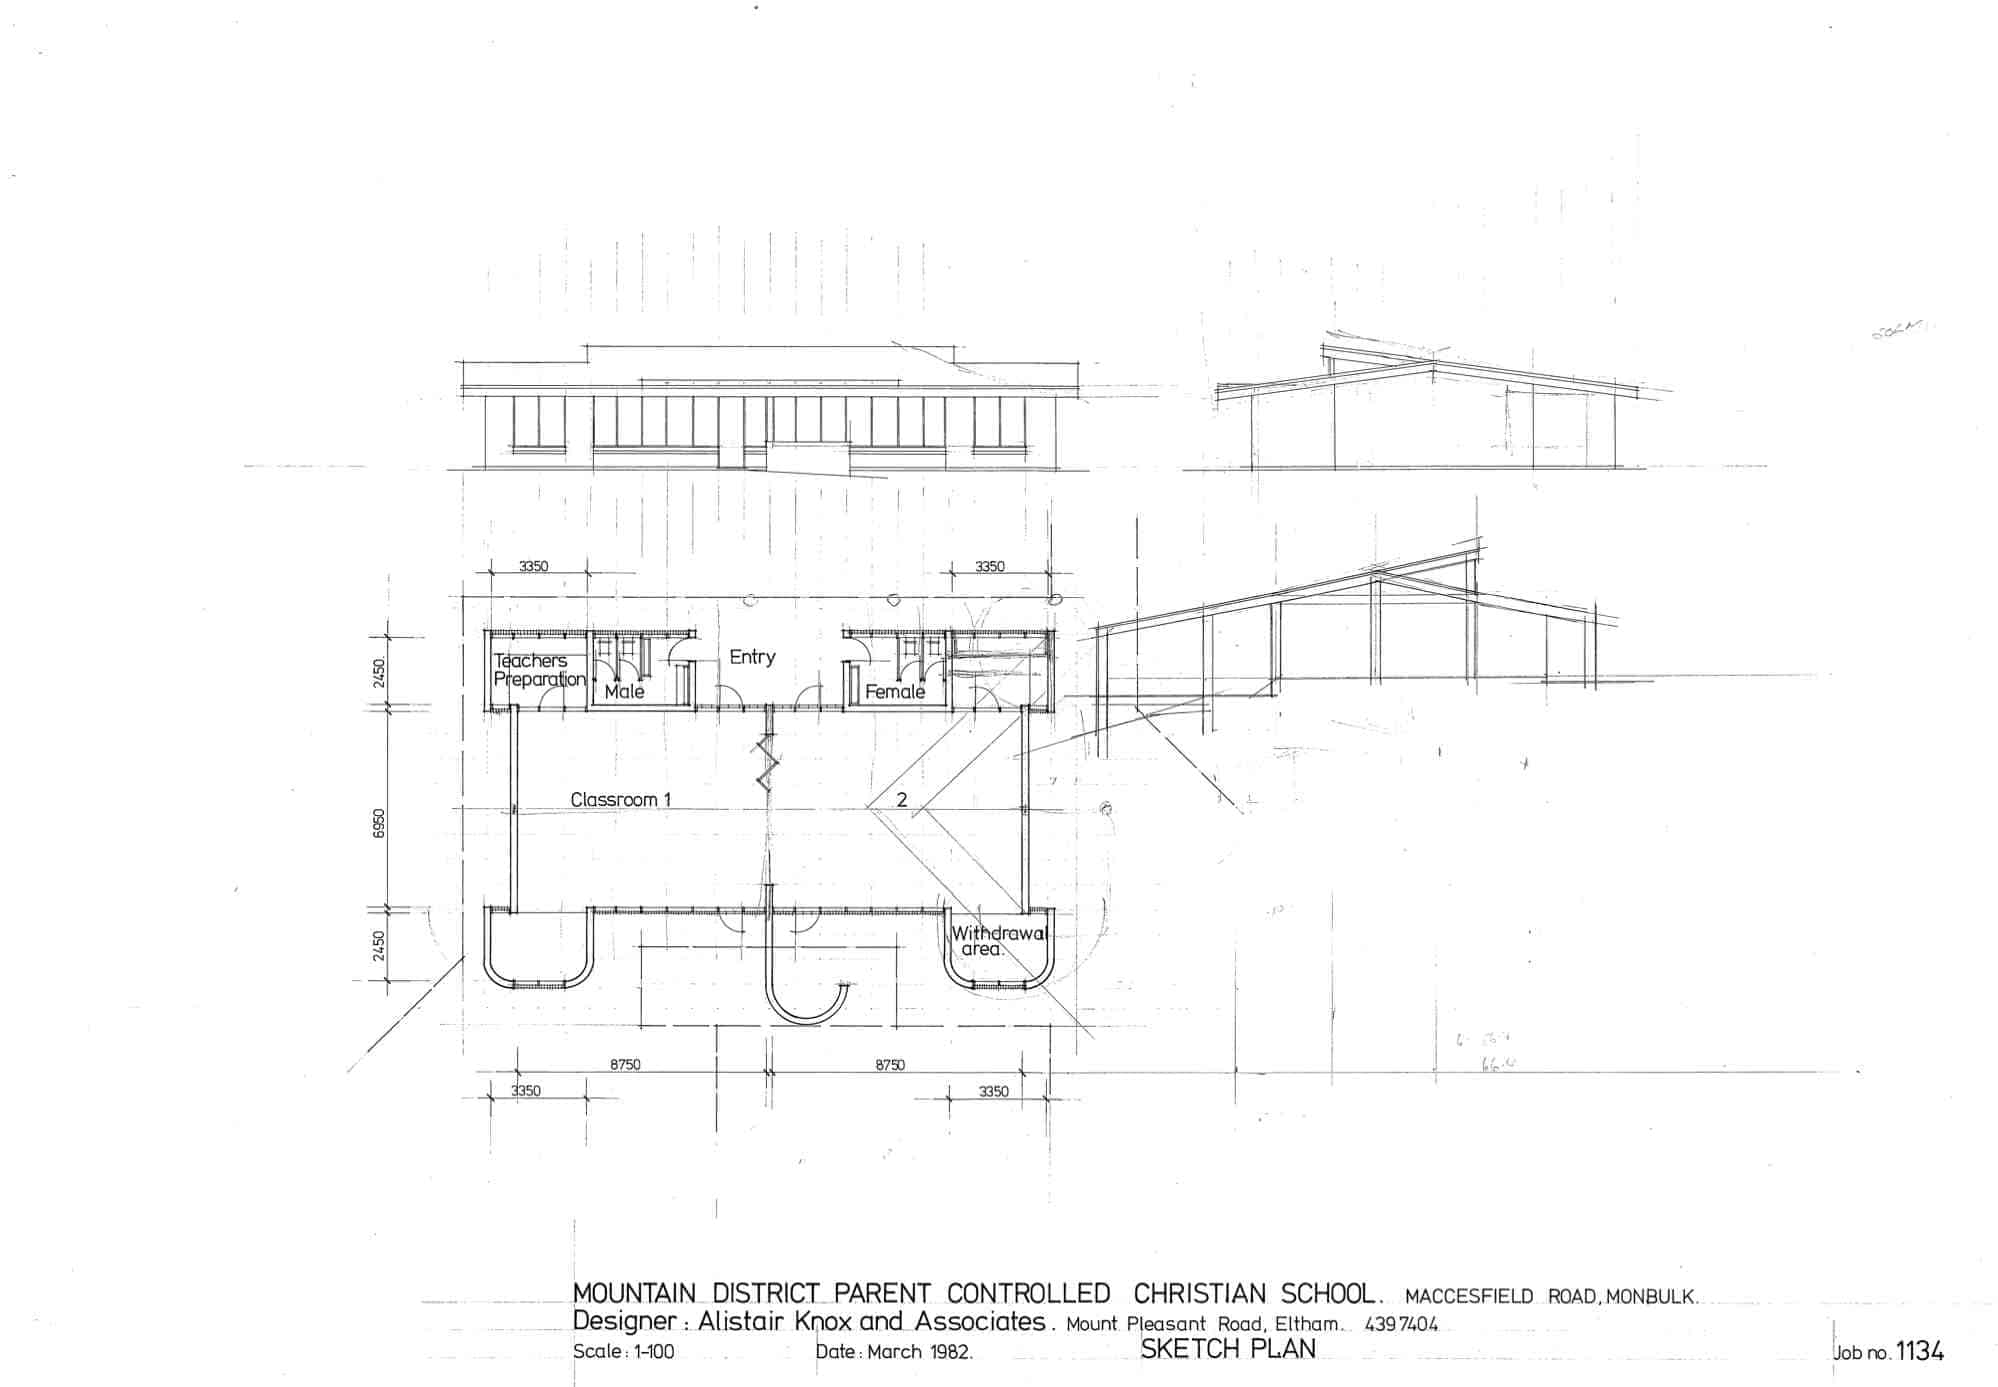 3350
3350
2450.
6950
2450
Teachers
Preparation
Male
Entry
Female
Classroom 1
2
Withdrawal
area.
8750
8750
3350
3350
MOUNTAIN DISTRICT PARENT CONTROLLED CHRISTIAN SCHOOL. MACCESFIELD ROAD, MONBULK.
Designer : Alistair Knox and Associates. Mount Pleasant Road, Eltham. 439 7404
Scale : 1-100 Date : March 1982. SKETCH PLAN Job no. 1134